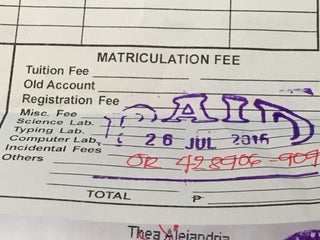 MATRICULATION FEE
Tuition Fee
Old Account
Registration Fee
Misc. Fee
Science Lab.
Typing Lab.
Computer Lab.
Incidental Fees
Others
PAID
26 JUL 2016
OR 428906-909
TOTAL P
Thea Alejandria